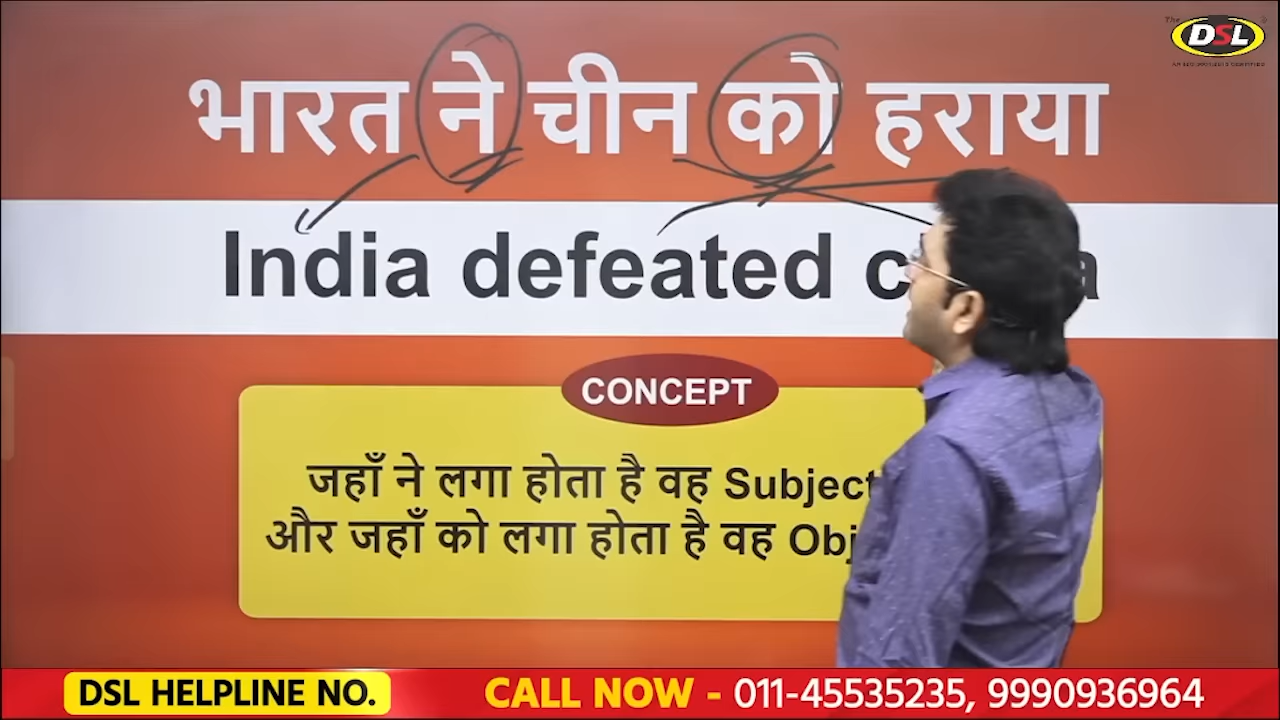 The
DSL
भारत ने चीन को हराया
India defeated
CONCEPT
जहाँ ने लगा होता है वह Subject
और जहाँ को लगा होता है वह
DSL HELPLINE NO.
CALL NOW - 011-45535235, 9990936964